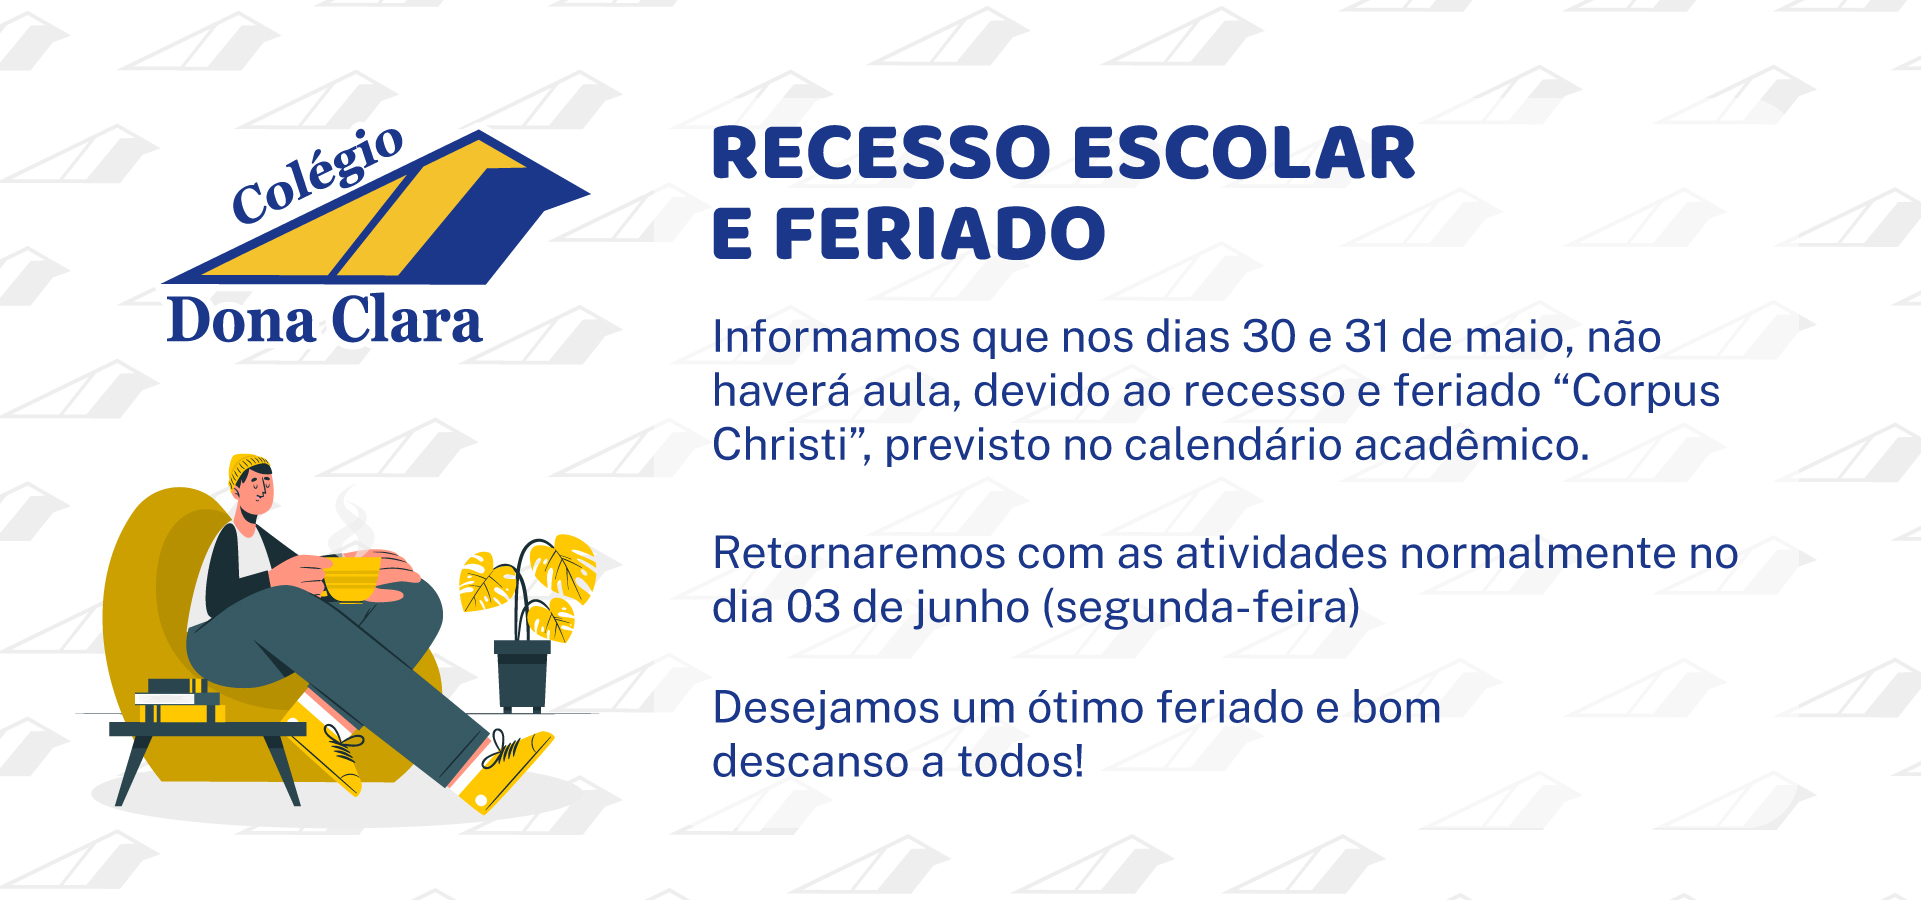 Colégio
Dona Clara
RECESSO ESCOLAR
E FERIADO
Informamos que nos dias 30 e 31 de maio, não
haverá aula, devido ao recesso e feriado “Corpus
Christi”, previsto no calendário acadêmico.
Retornaremos com as atividades normalmente no
dia 03 de junho (segunda-feira)
Desejamos um ótimo feriado e bom
descanso a todos!